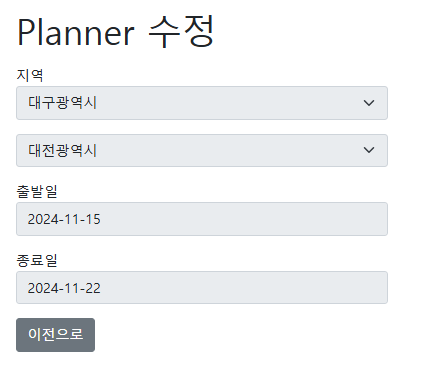 Planner 수정
지역
대구광역시
대전광역시
출발일
2024-11-15
종료일
2024-11-22
이전으로